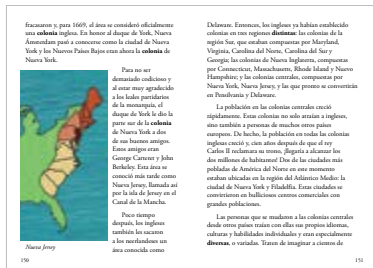 fracasaron y, para 1669, el área se consideró oficialmente
una colonia inglesa. En honor al duque de York, Nueva
Ámsterdam pasó a conocerse como la ciudad de Nueva
York y los Nuevos Países Bajos eran ahora la colonia de
Nueva York.
Para no ser
demasiado codicioso y
al estar muy agradecido
a los leales partidarios
de la monarquía, el
duque de York le dio la
parte sur de la colonia
de Nueva York a dos
de sus buenos amigos.
Estos amigos eran
George Carteret y John
Berkeley. Esta área se
conoció más tarde como
Nueva Jersey, llamada así
por la isla de Jersey en el
Canal de la Mancha.
Poco tiempo
después, los ingleses
también les sacaron
a los neerlandeses un
área conocida como
Nueva Jersey
150
Delaware. Entonces, los ingleses ya habían establecido
colonias en tres regiones distintas: las colonias de la
región Sur, que estaban compuestas por Maryland,
Virginia, Carolina del Norte, Carolina del Sur y
Georgia; las colonias de Nueva Inglaterra, compuestas
por Connecticut, Massachusetts, Rhode Island y Nuevo
Hampshire; y las colonias centrales, compuestas por
Nueva York, Nueva Jersey, y las que pronto se convertirán
en Pensilvania y Delaware.
La población en las colonias centrales creció
rápidamente. Estas colonias no solo atraían a ingleses,
sino también a personas de muchos otros países
europeos. De hecho, la población en todas las colonias
inglesas creció y, cien años después de que el rey
Carlos II reclamara su trono, ¡llegaría a alcanzar los
dos millones de habitantes! Dos de las ciudades más
pobladas de América del Norte en este momento
estaban ubicadas en la región del Atlántico Medio: la
ciudad de Nueva York y Filadelfia. Estas ciudades se
convirtieron en bulliciosos centros comerciales con
grandes poblaciones.
Las personas que se mudaron a las colonias centrales
desde otros países traían con ellas sus propios idiomas,
culturas y habilidades individuales y eran especialmente
diversas, o variadas. Traten de imaginar a cientos de
151